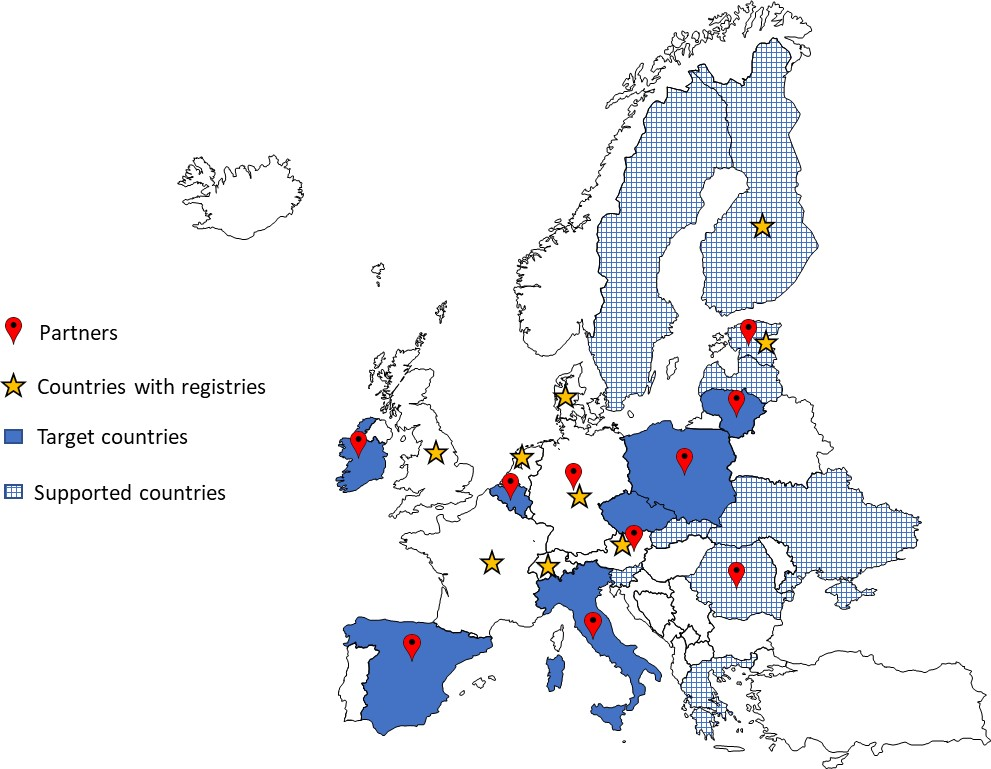 Partners
Countries with registries
Target countries
Supported countries